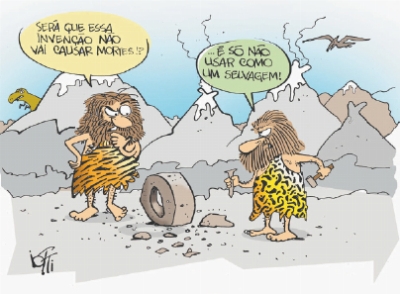 SERÁ QUE ESSA
INVENÇÃO NÃO
VAI CAUSAR MORTES!?
...É SÓ NÃO
USAR COMO
UM SELVAGEM!